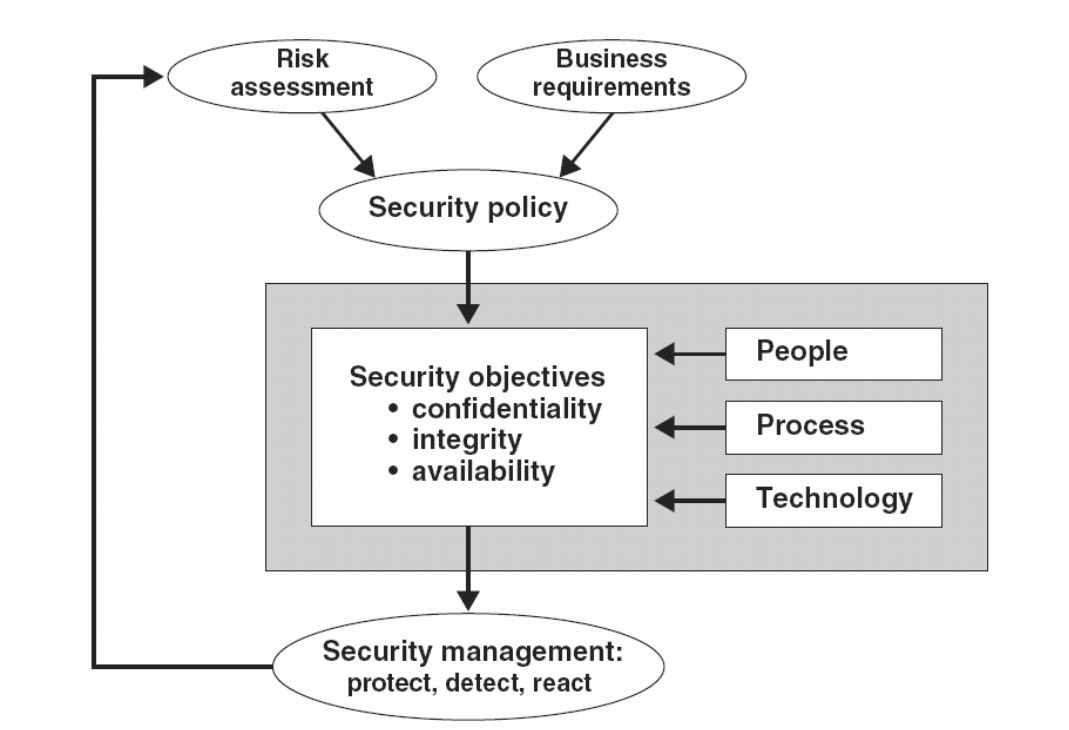 Risk
assessment
Business
requirements
Security policy
Security objectives
• confidentiality
• integrity
• availability
People
Process
Technology
Security management:
protect, detect, react